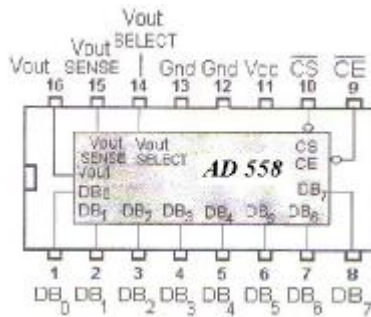 Vout
Vout SELECT
Vout SENSE
Gnd Gnd Vcc CS CE
16 15 14 13 12 11 10 9
Vout Vout
SENSE SELECT
Vout
AD 558
CS
CE
DB0 DB7
DB1 DB2 DB3 DB4 DB5 DB6
1 2 3 4 5 6 7 8
DB0 DB1 DB2 DB3 DB4 DB5 DB6 DB7